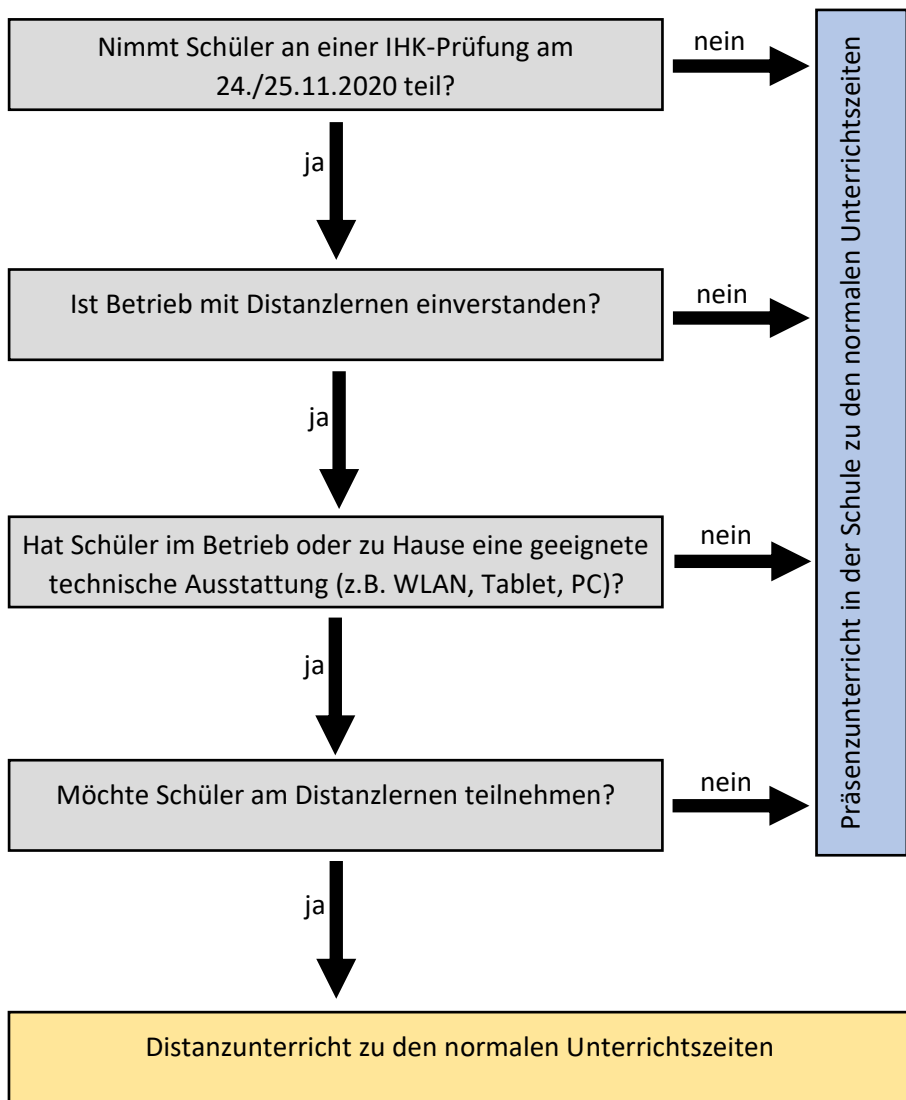 Nimmt Schüler an einer IHK-Prüfung am
24./25.11.2020 teil?
nein
ja
Ist Betrieb mit Distanzlernen einverstanden?
nein
ja
Hat Schüler im Betrieb oder zu Hause eine geeignete
technische Ausstattung (z.B. WLAN, Tablet, PC)?
nein
ja
Möchte Schüler am Distanzlernen teilnehmen?
nein
ja
Präsenzunterricht in der Schule zu den normalen Unterrichtszeiten
Distanzunterricht zu den normalen Unterrichtszeiten